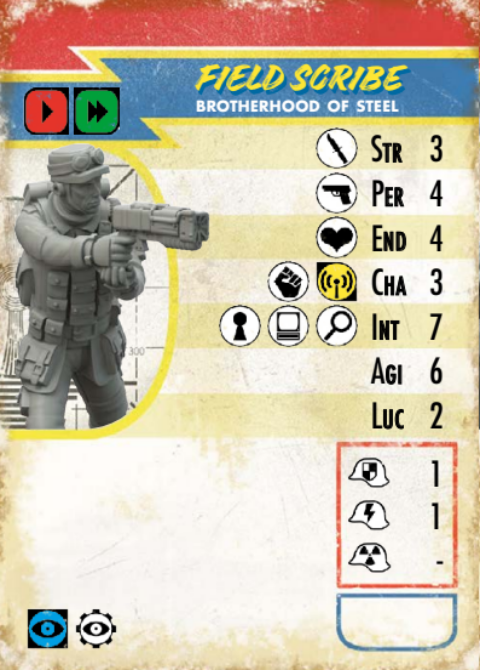 FIELD SCRIBE
BROTHERHOOD OF STEEL
STR 3
PER 4
END 4
CHA 3
INT 7
AGI 6
LUC 2
300
1
1
-